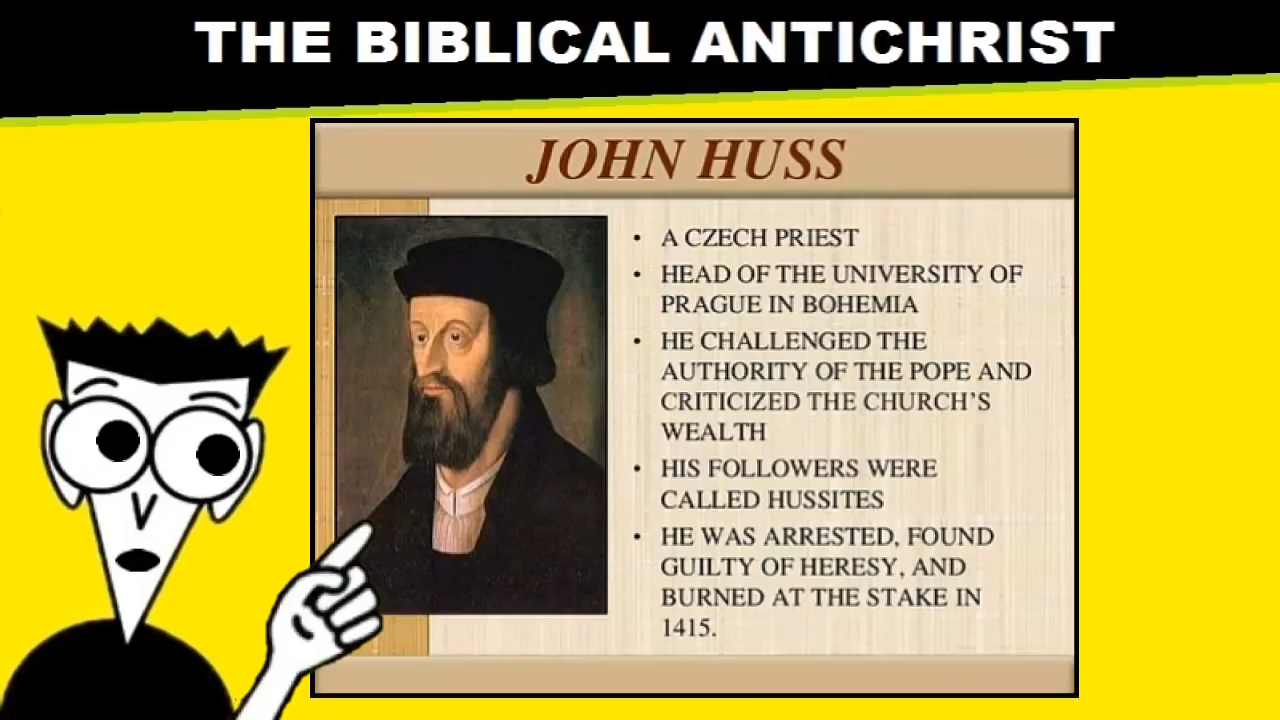 THE BIBLICAL ANTICHRIST
JOHN HUSS
• A CZECH PRIEST
• HEAD OF THE UNIVERSITY OF
PRAGUE IN BOHEMIA
• HE CHALLENGED THE
AUTHORITY OF THE POPE AND
CRITICIZED THE CHURCH'S
WEALTH
• HIS FOLLOWERS WERE
CALLED HUSSITES
• HE WAS ARRESTED, FOUND
GUILTY OF HERESY, AND
BURNED AT THE STAKE IN
1415.